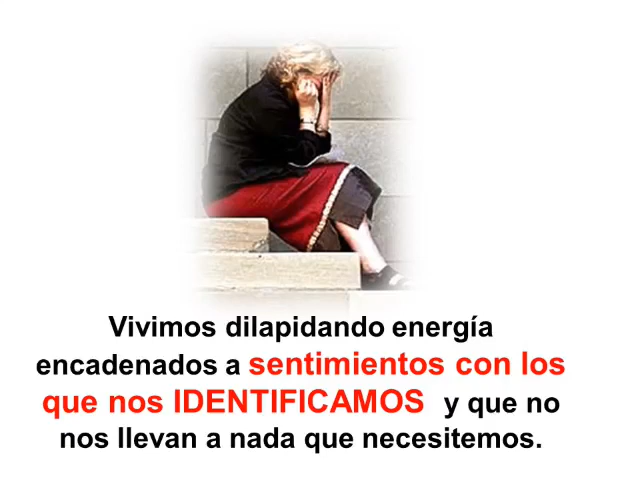 Vivimos dilapidando energía
encadenados a sentimientos con los
que nos IDENTIFICAMOS y que no
nos llevan a nada que necesitemos.